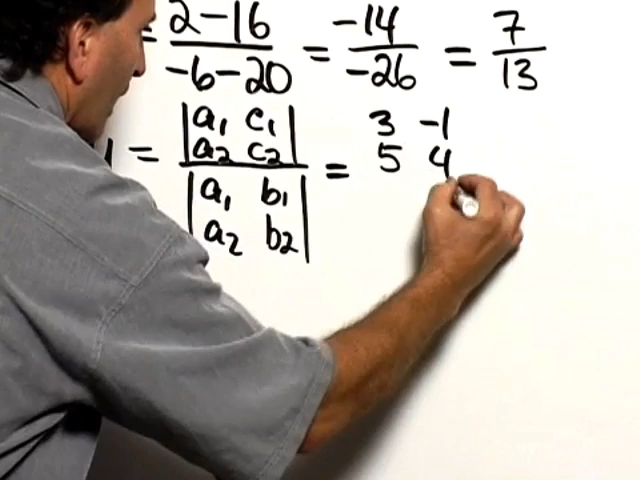 = 2-16 / -6-20 = -14 / -26 = 7 / 13
= |a₁ c₁| / |a₁ b₁| = 3 -1
|a₂ c₂| / |a₂ b₂| 5 4